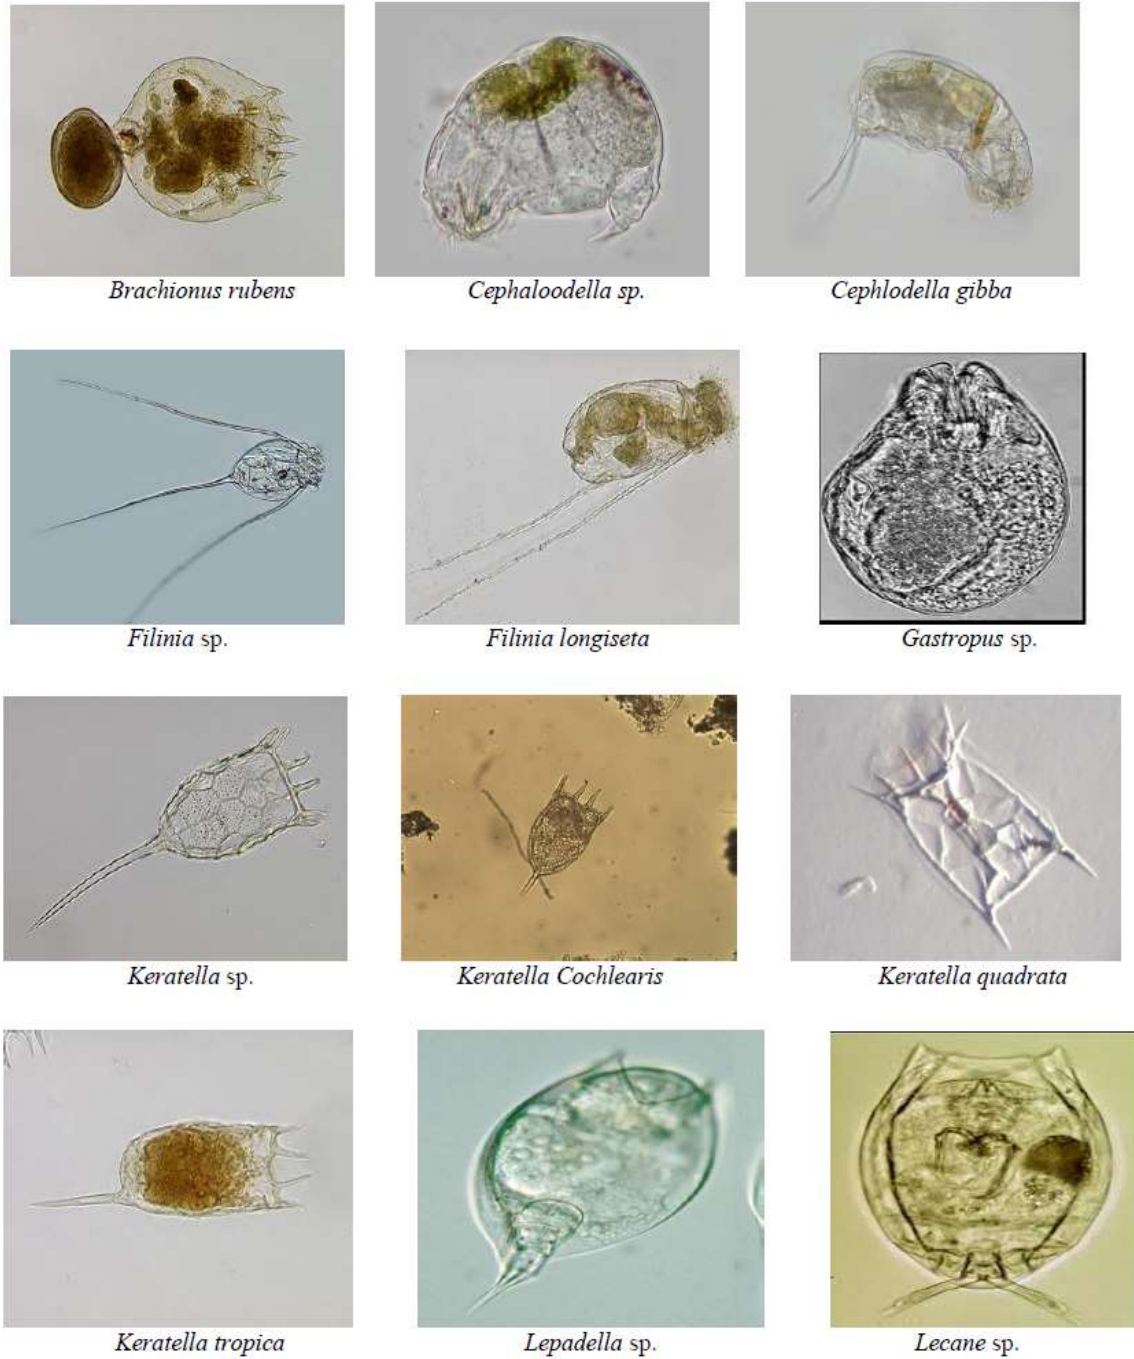 Brachionus rubens
Cephaloodella sp.
Cephlodella gibba
Filinia sp.
Filinia longiseta
Gastropus sp.
Keratella sp.
Keratella Cochlearis
Keratella quadrata
Keratella tropica
Lepadella sp.
Lecane sp.